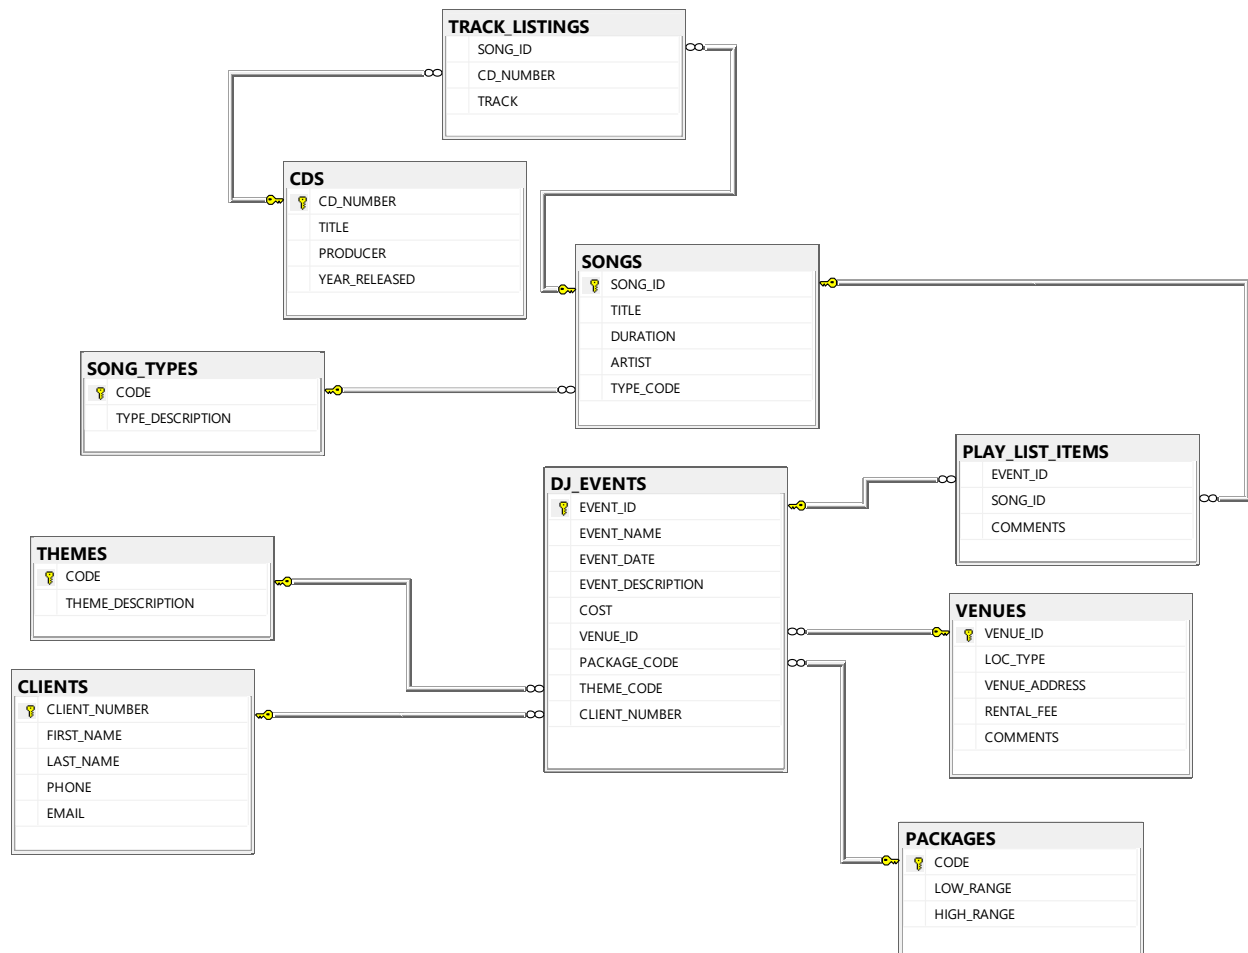 TRACK_LISTINGS
SONG_ID
CD_NUMBER
TRACK
CDS
CD_NUMBER
TITLE
PRODUCER
YEAR_RELEASED
SONGS
SONG_ID
TITLE
DURATION
ARTIST
TYPE_CODE
SONG_TYPES
CODE
TYPE_DESCRIPTION
PLAY_LIST_ITEMS
EVENT_ID
SONG_ID
COMMENTS
DJ_EVENTS
EVENT_ID
EVENT_NAME
EVENT_DATE
EVENT_DESCRIPTION
COST
VENUE_ID
PACKAGE_CODE
THEME_CODE
CLIENT_NUMBER
THEMES
CODE
THEME_DESCRIPTION
VENUES
VENUE_ID
LOC_TYPE
VENUE_ADDRESS
RENTAL_FEE
COMMENTS
CLIENTS
CLIENT_NUMBER
FIRST_NAME
LAST_NAME
PHONE
EMAIL
PACKAGES
CODE
LOW_RANGE
HIGH_RANGE